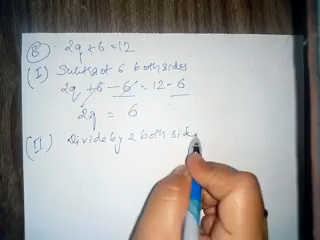 (B) 2q + 6 = 12
(I) Subtract 6 both sides
2q + 6 - 6 = 12 - 6
2q = 6
(II) Divide by 2 both side